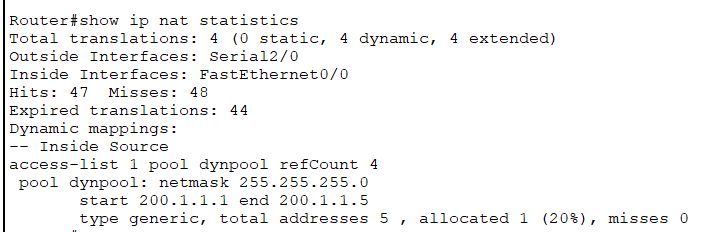 Router#show ip nat statistics
Total translations: 4 (0 static, 4 dynamic, 4 extended)
Outside Interfaces: Serial2/0
Inside Interfaces: FastEthernet0/0
Hits: 47  Misses: 48
Expired translations: 44
Dynamic mappings:
-- Inside Source
access-list 1 pool dynpool refCount 4
 pool dynpool: netmask 255.255.255.0
       start 200.1.1.1 end 200.1.1.5
       type generic, total addresses 5 , allocated 1 (20%), misses 0